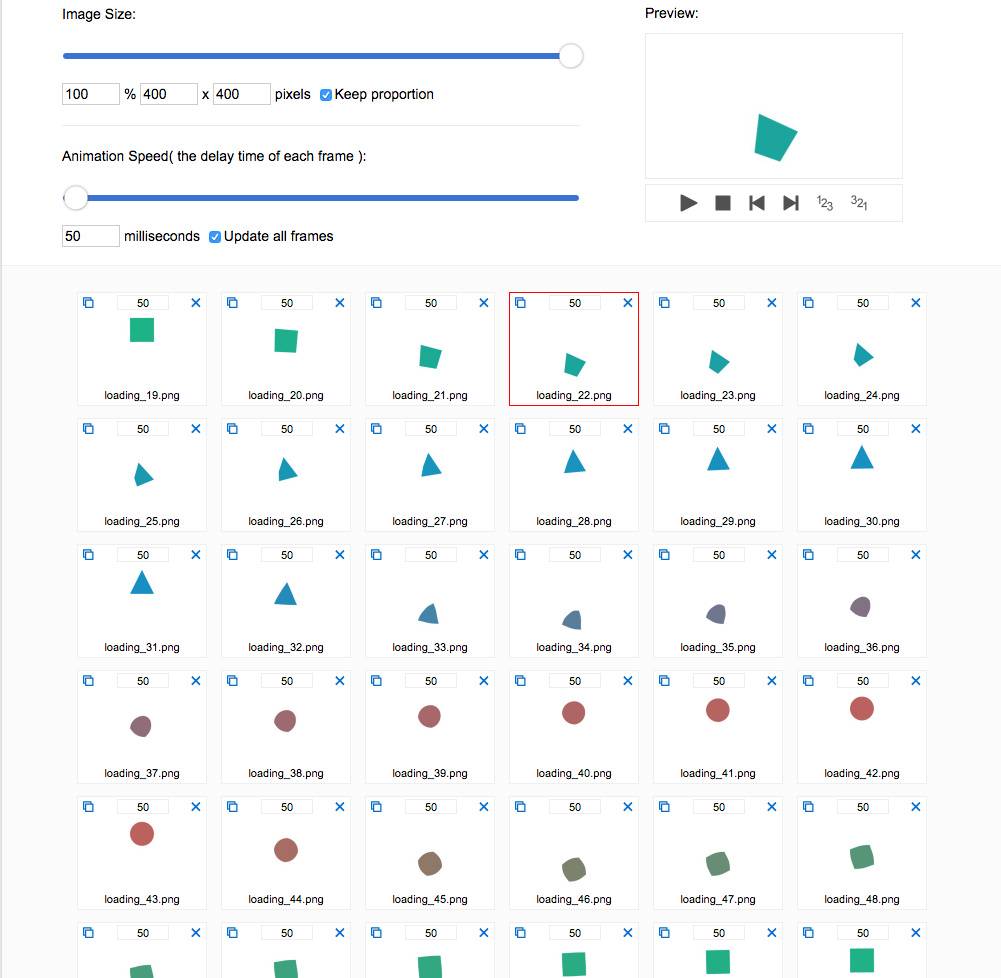 Image Size:
Preview:
100 % 400 x 400 pixels Keep proportion
Animation Speed( the delay time of each frame ):
123 321
50 milliseconds Update all frames
50 50 50 50 50 50
loading_19.png loading_20.png loading_21.png loading_22.png loading_23.png loading_24.png
50 50 50 50 50 50
loading_25.png loading_26.png loading_27.png loading_28.png loading_29.png loading_30.png
50 50 50 50 50 50
loading_31.png loading_32.png loading_33.png loading_34.png loading_35.png loading_36.png
50 50 50 50 50 50
loading_37.png loading_38.png loading_39.png loading_40.png loading_41.png loading_42.png
50 50 50 50 50 50
loading_43.png loading_44.png loading_45.png loading_46.png loading_47.png loading_48.png
50 50 50 50 50 50